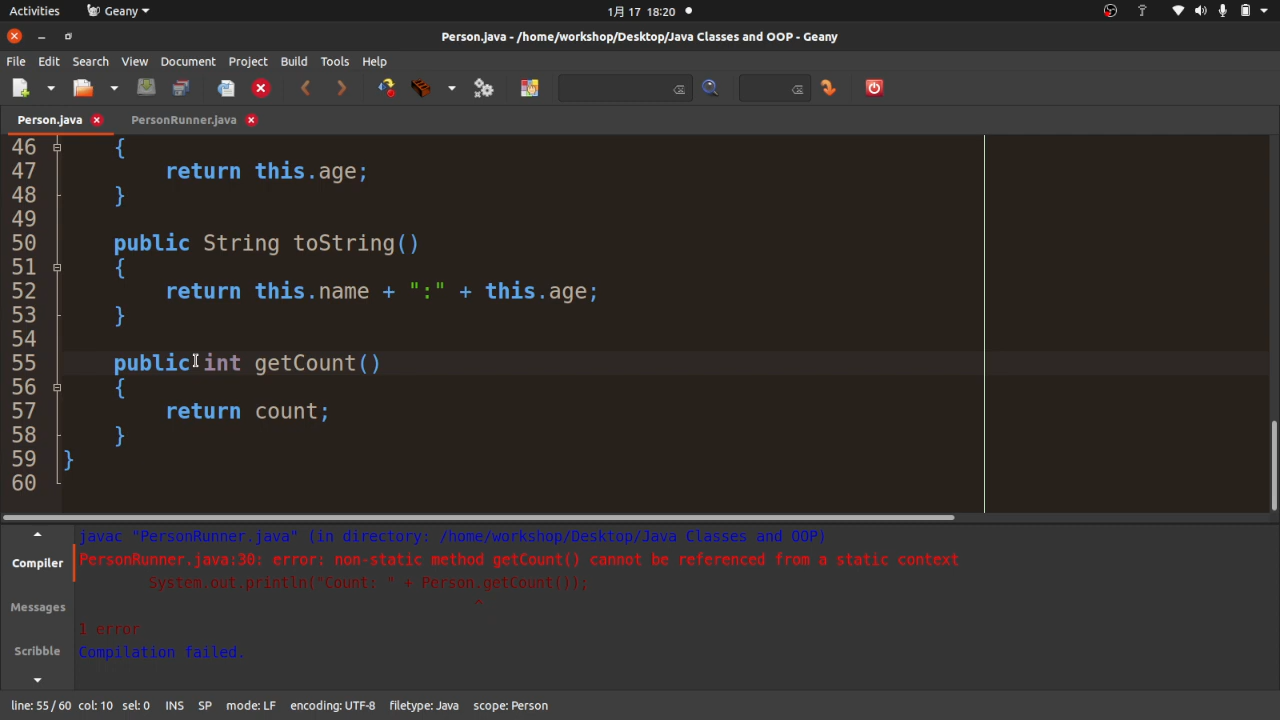 Activities
Geany
1月 17 18:20
Person.java - /home/workshop/Desktop/Java Classes and OOP - Geany
File Edit Search View Document Project Build Tools Help
Person.java PersonRunner.java
46 {
47 return this.age;
48 }
49
50 public String toString()
51 {
52 return this.name + ":" + this.age;
53 }
54
55 public int getCount()
56 {
57 return count;
58 }
59 }
60
Compiler
Messages
Scribble
javac "PersonRunner.java" (in directory: /home/workshop/Desktop/Java Classes and OOP)
PersonRunner.java:30: error: non-static method getCount() cannot be referenced from a static context
System.out.println("Count: " + Person.getCount());
^
1 error
Compilation failed.
line: 55 / 60 col: 10 sel: 0 INS SP mode: LF encoding: UTF-8 filetype: Java scope: Person